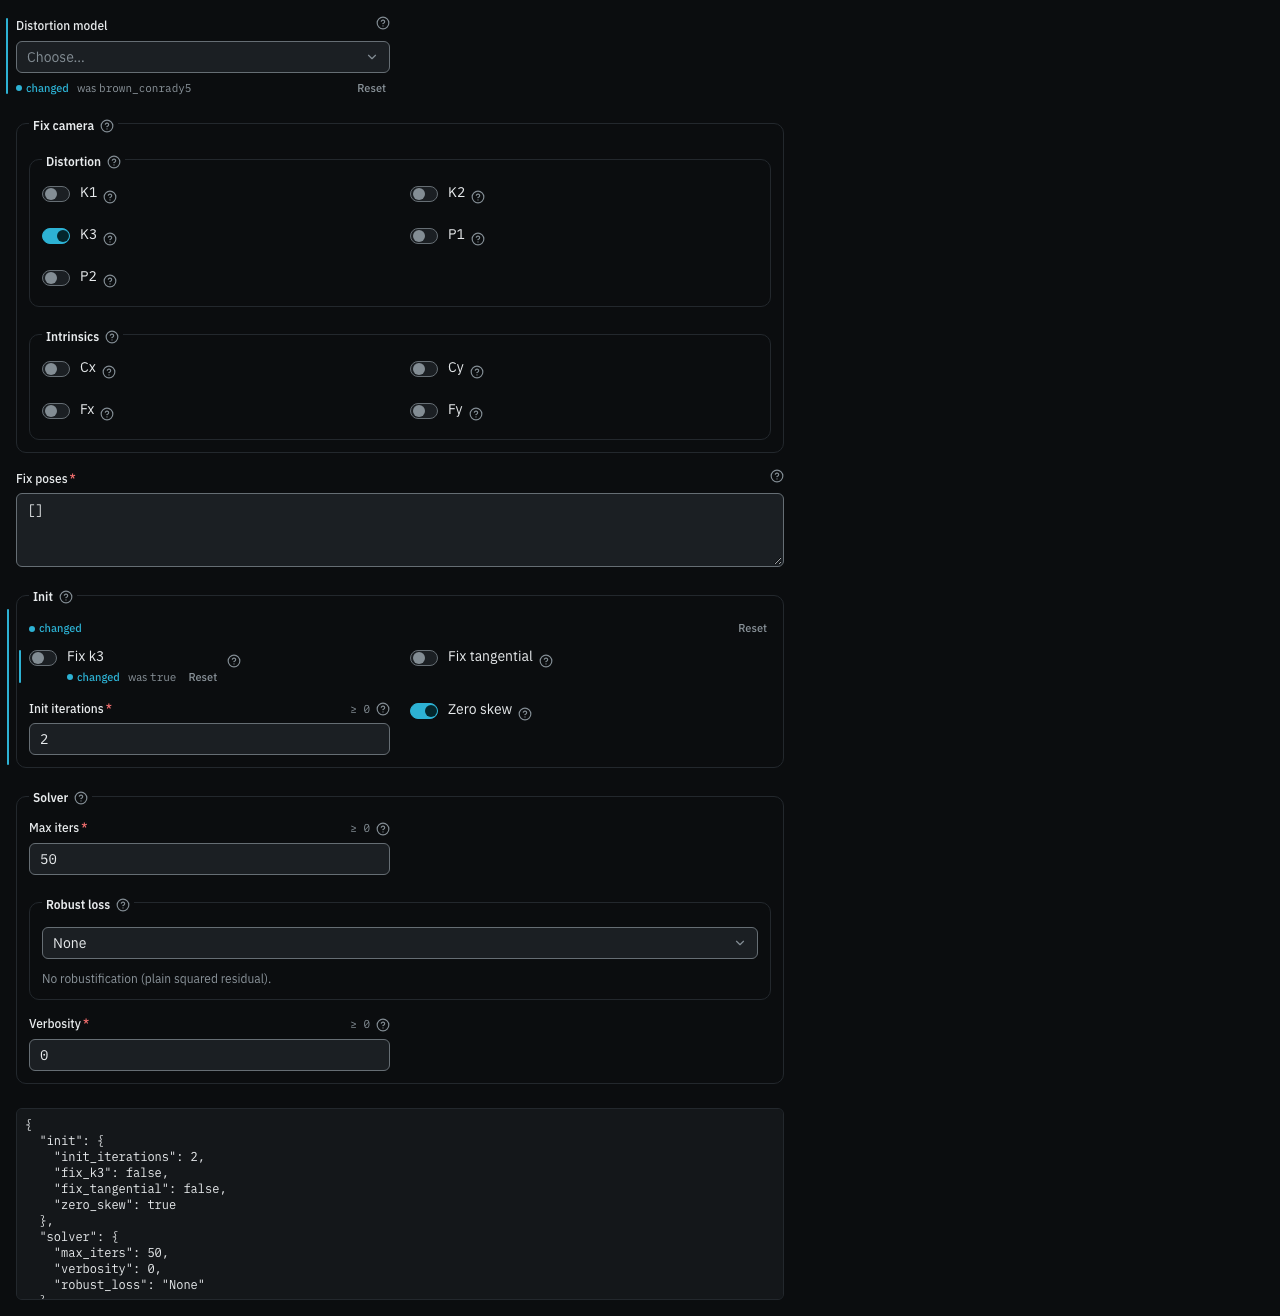 Distortion model
Choose...
changed was brown_conrady5 Reset
Fix camera
Distortion
K1 K2
K3 P1
P2
Intrinsics
Cx Cy
Fx Fy
Fix poses*
[]
Init
changed Reset
Fix k3 Fix tangential
changed was true Reset
Init iterations* ≥ 0 Zero skew
2
Solver
Max iters* ≥ 0
50
Robust loss
None
No robustification (plain squared residual).
Verbosity* ≥ 0
0
{
  "init": {
    "init_iterations": 2,
    "fix_k3": false,
    "fix_tangential": false,
    "zero_skew": true
  },
  "solver": {
    "max_iters": 50,
    "verbosity": 0,
    "robust_loss": "None"